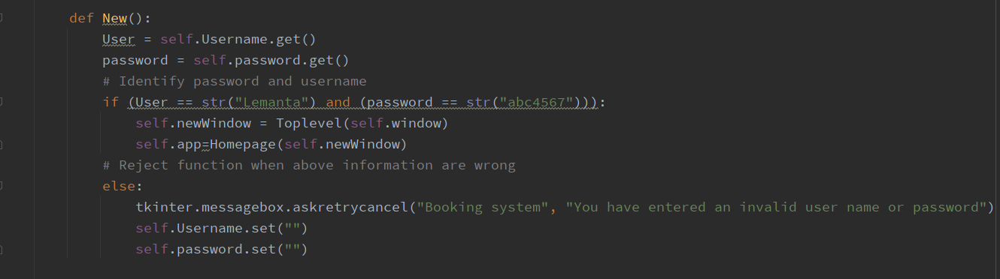 def New():
    User = self.Username.get()
    password = self.password.get()
    # Identify password and username
    if (User == str("Lemanta") and (password == str("abc4567"))):
        self.newWindow = Toplevel(self.window)
        self.app=Homepage(self.newWindow)
    # Reject function when above information are wrong
    else:
        tkinter.messagebox.askretrycancel("Booking system", "You have entered an invalid user name or password")
        self.Username.set("")
        self.password.set("")